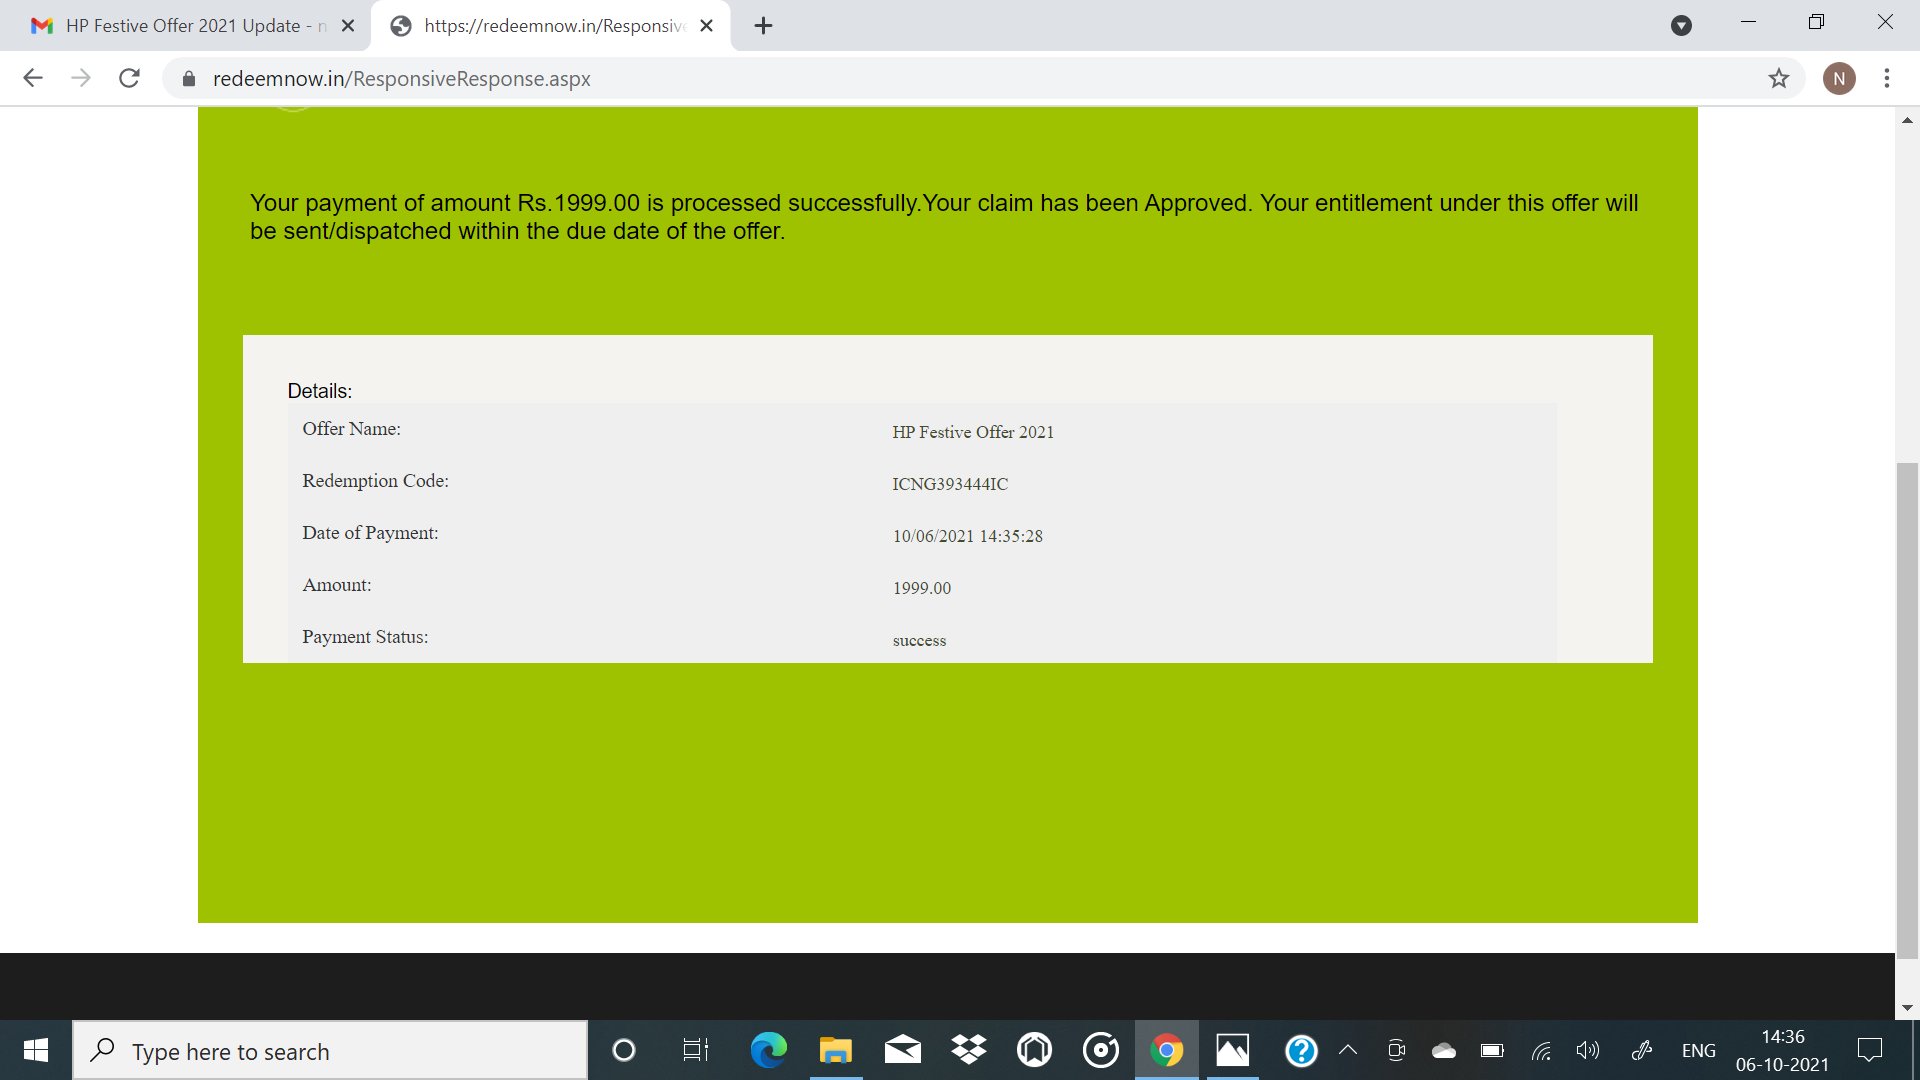 HP Festive Offer 2021 Update - n
https://redeemnow.in/Responsive
redeemnow.in/ResponsiveResponse.aspx
N
Your payment of amount Rs.1999.00 is processed successfully.Your claim has been Approved. Your entitlement under this offer will
be sent/dispatched within the due date of the offer.
Details:
Offer Name: HP Festive Offer 2021
Redemption Code: ICNG393444IC
Date of Payment: 10/06/2021 14:35:28
Amount: 1999.00
Payment Status: success
Type here to search
ENG
14:36
06-10-2021